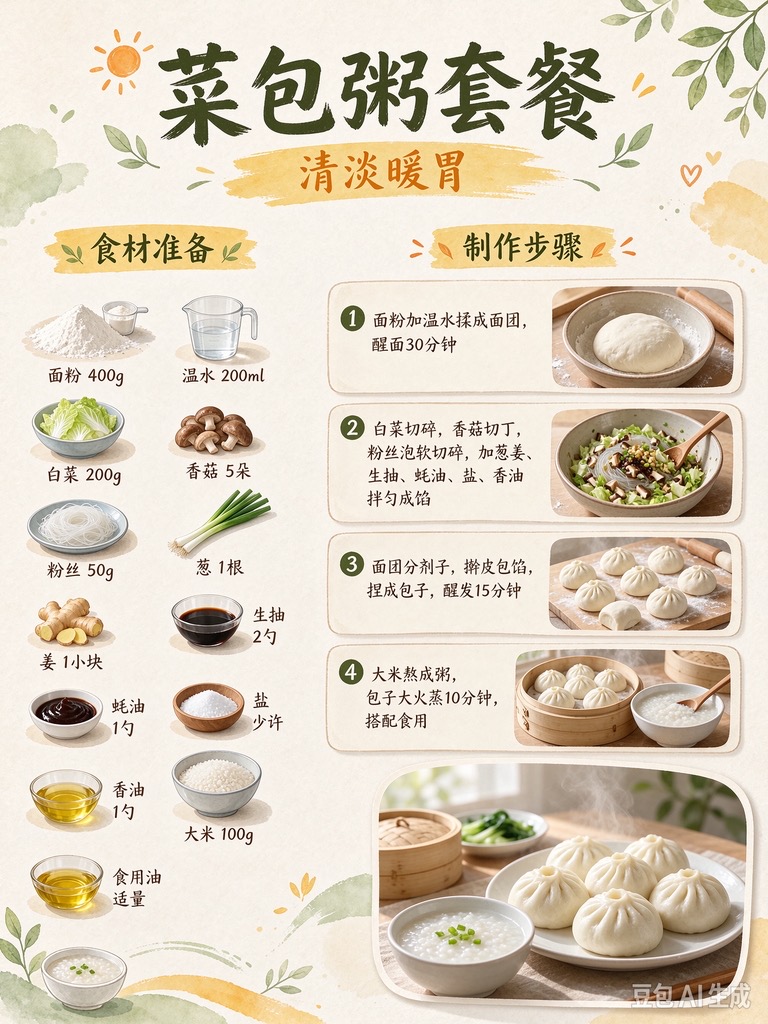 菜包粥套餐
清淡暖胃
食材准备
面粉 400g
温水 200ml
白菜 200g
香菇 5朵
粉丝 50g
葱 1根
姜 1小块
生抽
2勺
蚝油
1勺
盐
少许
香油
1勺
大米 100g
食用油
适量
制作步骤
1 面粉加温水揉成面团，
醒面30分钟
2 白菜切碎，香菇切丁，
粉丝泡软切碎，加葱姜、
生抽、蚝油、盐、香油
拌匀成馅
3 面团分剂子，擀皮包馅，
捏成包子，醒发15分钟
4 大米熬成粥，
包子大火蒸10分钟，
搭配食用
豆包AI生成